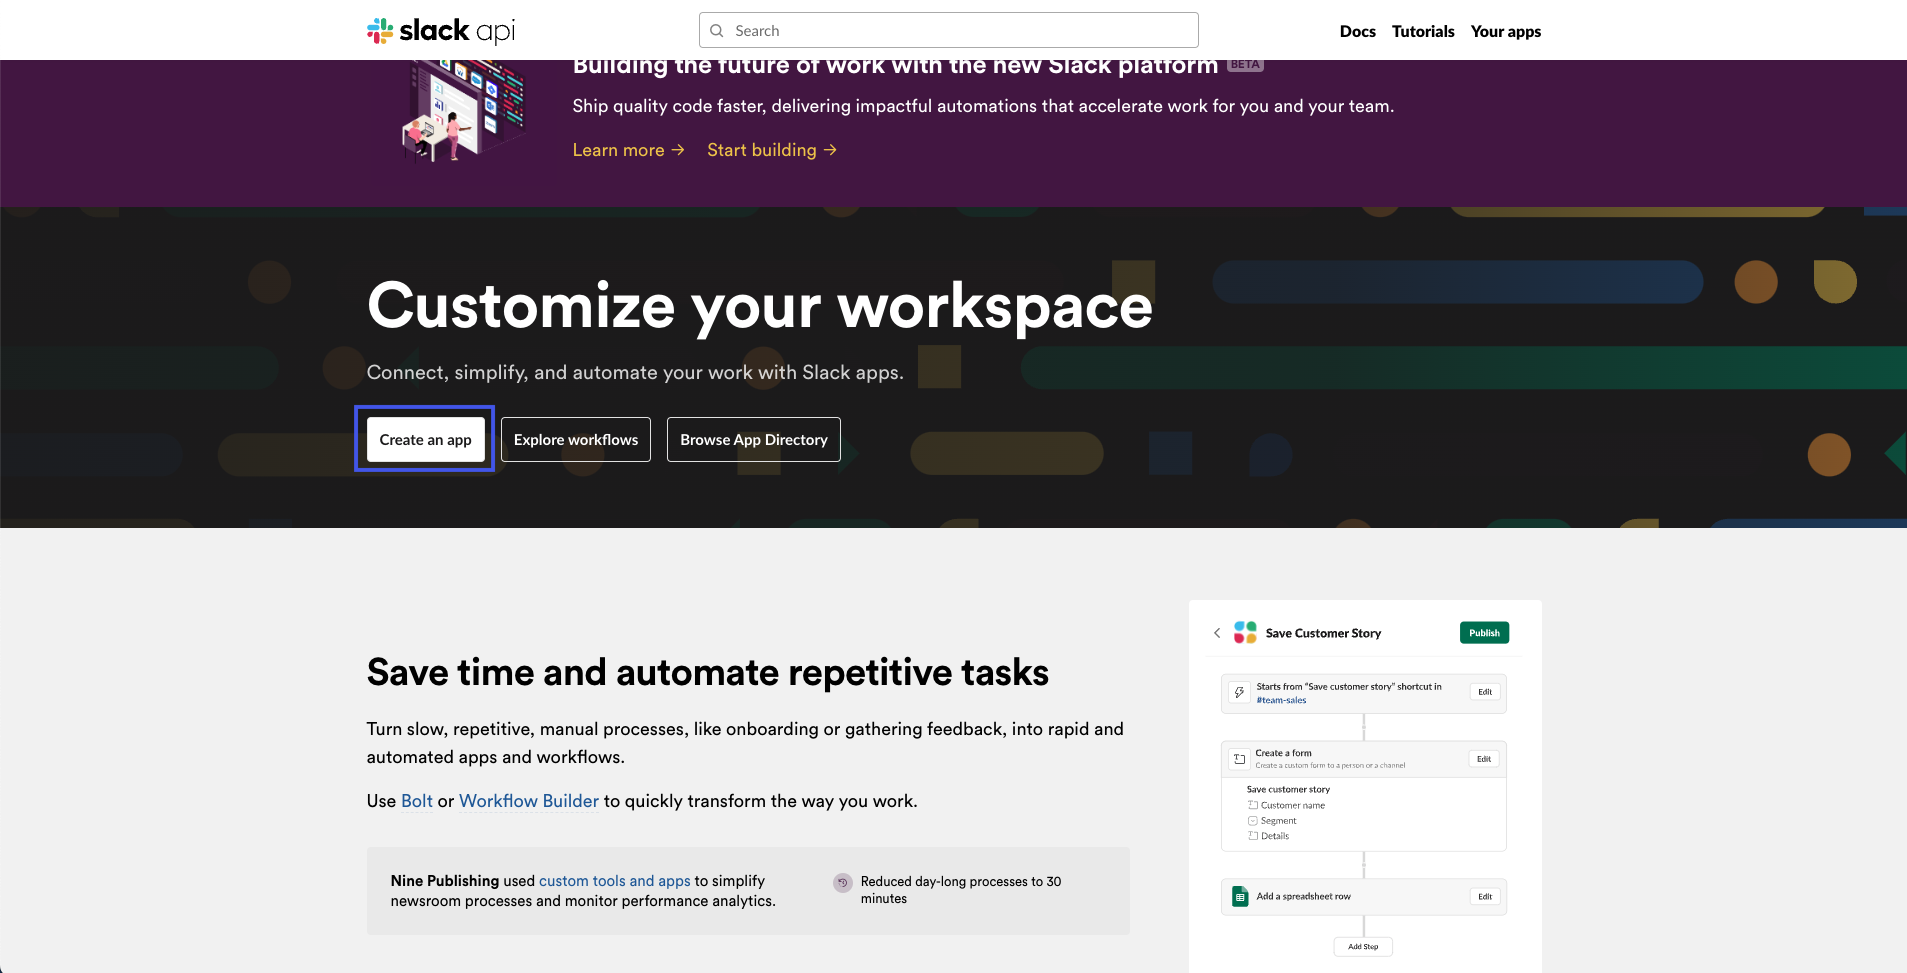 slack api
Search
Docs
Tutorials
Your apps
Building the future of work with the new Slack platform BETA
Ship quality code faster, delivering impactful automations that accelerate work for you and your team.
Learn more →
Start building →
Customize your workspace
Connect, simplify, and automate your work with Slack apps.
Create an app
Explore workflows
Browse App Directory
Save time and automate repetitive tasks
Turn slow, repetitive, manual processes, like onboarding or gathering feedback, into rapid and
automated apps and workflows.
Use Bolt or Workflow Builder to quickly transform the way you work.
Nine Publishing used custom tools and apps to simplify
newsroom processes and monitor performance analytics.
Reduced day-long processes to 30
minutes
Save Customer Story
Publish
Starts from “Save customer story” shortcut in
#team-sales
Edit
Create a form
Create a custom form to a person or a channel
Edit
Save customer story
Customer name
Segment
Details
Add a spreadsheet row
Edit
Add Step